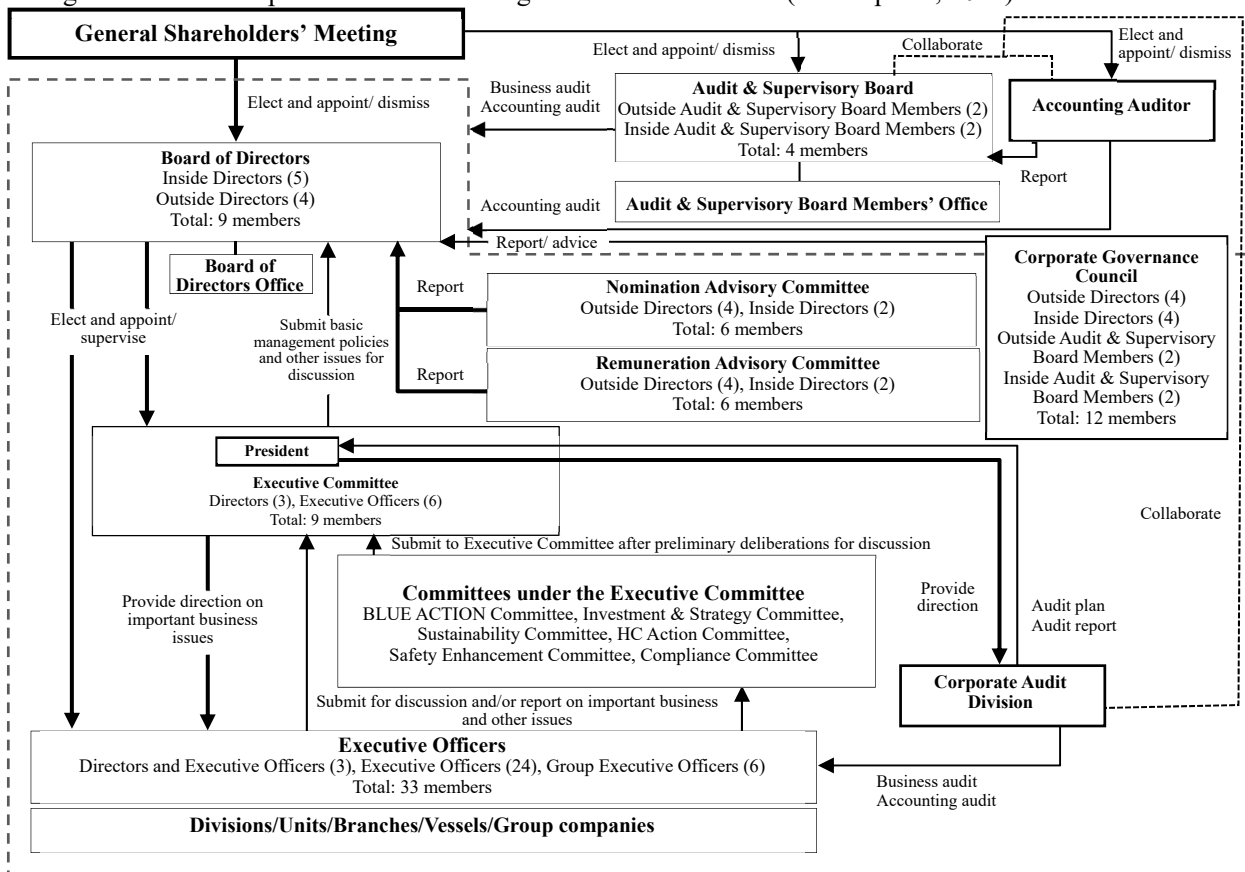 General Shareholders’ Meeting
Elect and appoint/ dismiss
Collaborate
Elect and
appoint/ dismiss
Elect and appoint/ dismiss
Business audit
Accounting audit
Audit & Supervisory Board
Outside Audit & Supervisory Board Members (2)
Inside Audit & Supervisory Board Members (2)
Total: 4 members
Accounting Auditor
Report
Board of Directors
Inside Directors (5)
Outside Directors (4)
Total: 9 members
Accounting audit
Audit & Supervisory Board Members’ Office
Report/ advice
Board of
Directors Office
Corporate Governance
Council
Outside Directors (4)
Inside Directors (4)
Outside Audit & Supervisory
Board Members (2)
Inside Audit & Supervisory
Board Members (2)
Total: 12 members
Report
Nomination Advisory Committee
Outside Directors (4), Inside Directors (2)
Total: 6 members
Elect and appoint/
supervise
Submit basic
management policies
and other issues for
discussion
Report
Remuneration Advisory Committee
Outside Directors (4), Inside Directors (2)
Total: 6 members
President
Executive Committee
Directors (3), Executive Officers (6)
Total: 9 members
Collaborate
Submit to Executive Committee after preliminary deliberations for discussion
Committees under the Executive Committee
BLUE ACTION Committee, Investment & Strategy Committee,
Sustainability Committee, HC Action Committee,
Safety Enhancement Committee, Compliance Committee
Provide direction on
important business
issues
Provide
direction
Audit plan
Audit report
Corporate Audit
Division
Submit for discussion and/or report on important business
and other issues
Executive Officers
Directors and Executive Officers (3), Executive Officers (24), Group Executive Officers (6)
Total: 33 members
Business audit
Accounting audit
Divisions/Units/Branches/Vessels/Group companies